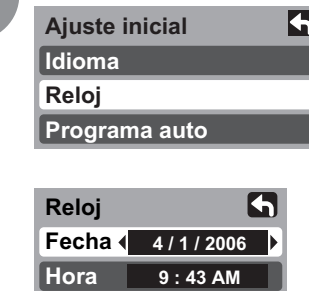 Ajuste inicial
Idioma
Reloj
Programa auto
Reloj
Fecha 4 / 1 / 2006
Hora 9 : 43 AM